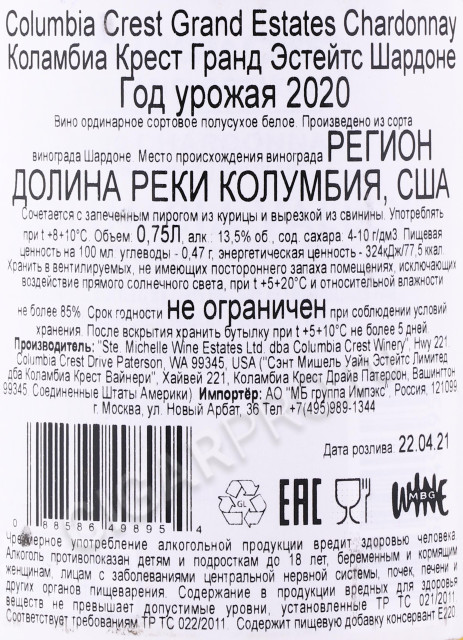 Columbia Crest Grand Estates Chardonnay
Коламбиа Крест Гранд Эстейтс Шардоне
Год урожая 2020
Вино ординарное сортовое полусухое белое. Произведено из сорта
винограда Шардоне. Место происхождения винограда РЕГИОН
ДОЛИНА РЕКИ КОЛУМБИЯ, США
Сочетается с запеченным пирогом из курицы и вырезкой из свинины. Употреблять
при t +8+10°C. Объем. 0,75Л, алк.: 13,5% об., сод. сахара. 4-10 г/дм3. Пищевая
ценность на 100 мл. углеводы - 0,47 г; энергетическая ценность - 324кДж/77,5 ккал.
Хранить в вентилируемых, не имеющих постороннего запаха помещениях, исключающих
воздействие прямого солнечного света, при t +5+20°C и относительной влажности
не более 85%. Срок годности не ограничен при соблюдении условий
хранения. После вскрытия хранить бутылку при t +5+10°C не более 5 дней.
Производитель: "Ste. Michelle Wine Estates Ltd. dba Columbia Crest Winery", Hwy 221
Columbia Crest Drive Paterson, WA 99345, USA ("Сэнт Мишель Уайн Эстейтс Лимитед
дба Коламбиа Крест Вайнери", Хайвей 221, Коламбиа Крест Драйв Патерсон, Вашингтон
99345. Соединенные Штаты Америки). Импортёр: АО "МБ группа Импэкс", Россия, 121099
г. Москва, ул. Новый Арбат, 36 Тел. +7(495)989-1344
Дата розлива: 22.04.21
GL
EAC
WINE
MBG
0 88586 49895 4
Чрезмерное употребление алкогольной продукции вредит здоровью человека
Алкоголь противопоказан детям и подросткам до 18 лет, беременным и кормящим
женщинам, лицам с заболеваниями центральной нервной системы, почек, печени и
других органов пищеварения. Содержание в продукции вредных для здоровья
веществ не превышает допустимые уровни, установленные ТР ТС 021/2011
Соответствует требованиям ТР ТС 022/2011. Содержит пищевую добавку консервант Е220